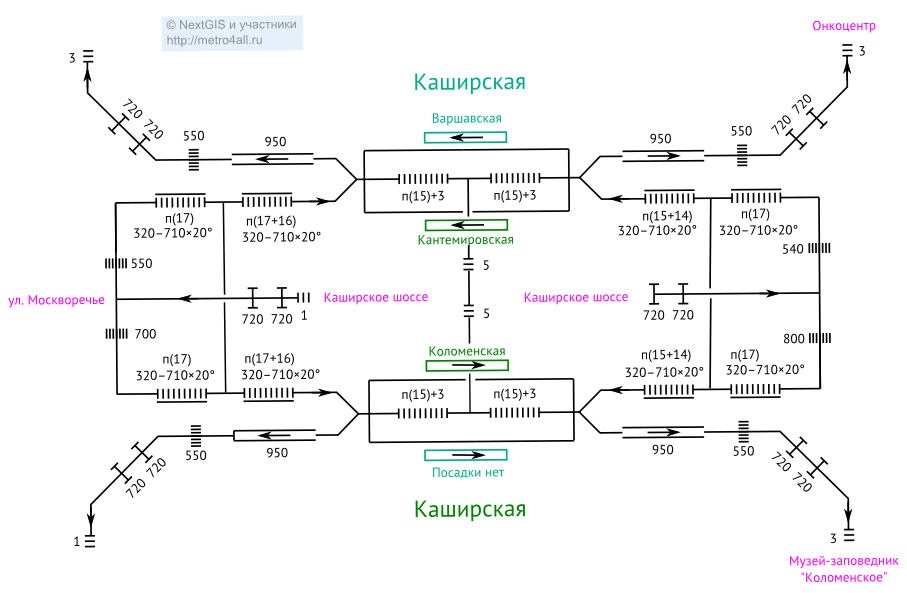 © NextGIS и участники
http://metro4all.ru
Онкоцентр
3
3
Каширская
720
720
720
720
550
950
Варшавская
950
550
п(15)+3
п(15)+3
п(17)
320–710×20°
п(17+16)
320–710×20°
п(15+14)
320–710×20°
п(17)
320–710×20°
Кантемировская
550
5
540
ул. Москворечье
Каширское шоссе
Каширское шоссе
720
720
1
5
720
720
700
800
Коломенская
п(17)
320–710×20°
п(17+16)
320–710×20°
п(15+14)
320–710×20°
п(17)
320–710×20°
п(15)+3
п(15)+3
550
950
Посадки нет
950
550
720
720
720
720
Каширская
1
3
Музей-заповедник
"Коломенское"